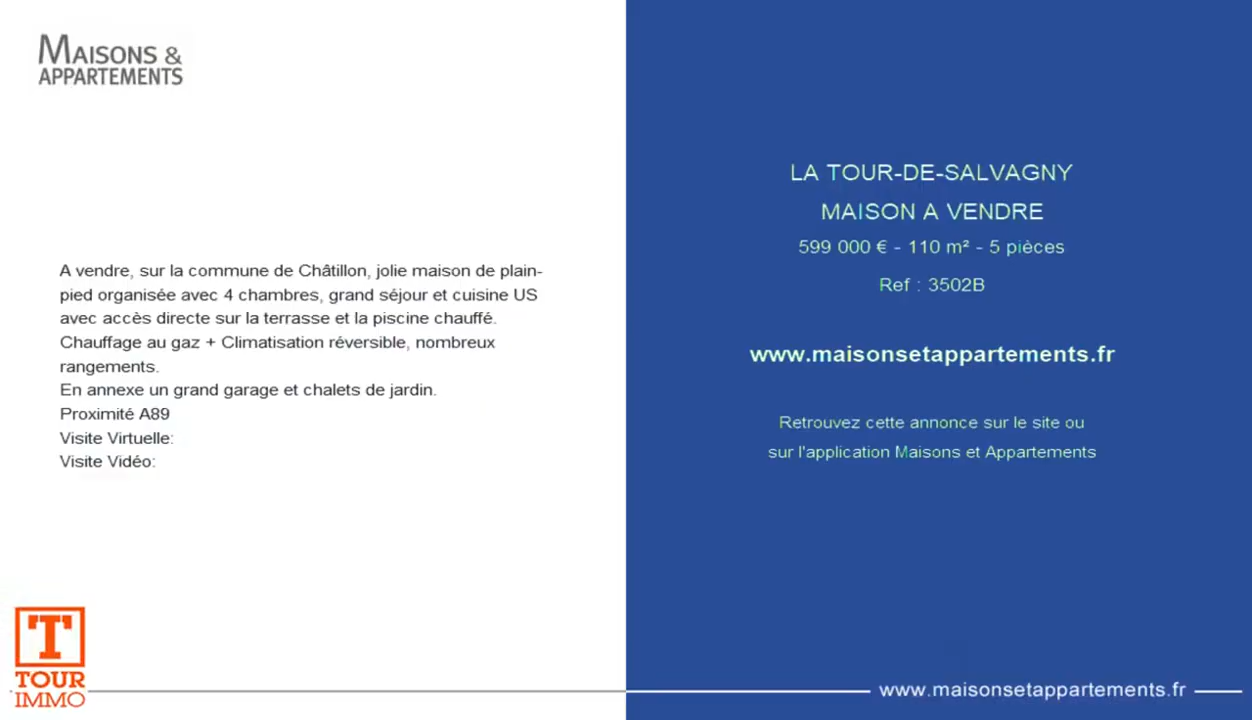 MAISONS &
APPARTEMENTS
A vendre, sur la commune de Châtillon, jolie maison de plain-
pied organisée avec 4 chambres, grand séjour et cuisine US
avec accès directe sur la terrasse et la piscine chauffé.
Chauffage au gaz + Climatisation réversible, nombreux
rangements.
En annexe un grand garage et chalets de jardin.
Proximité A89
Visite Virtuelle:
Visite Vidéo:
T
TOUR
IMMO
LA TOUR-DE-SALVAGNY
MAISON A VENDRE
599 000 € - 110 m² - 5 pièces
Ref : 3502B
www.maisonsetappartements.fr
Retrouvez cette annonce sur le site ou
sur l'application Maisons et Appartements
www.maisonsetappartements.fr